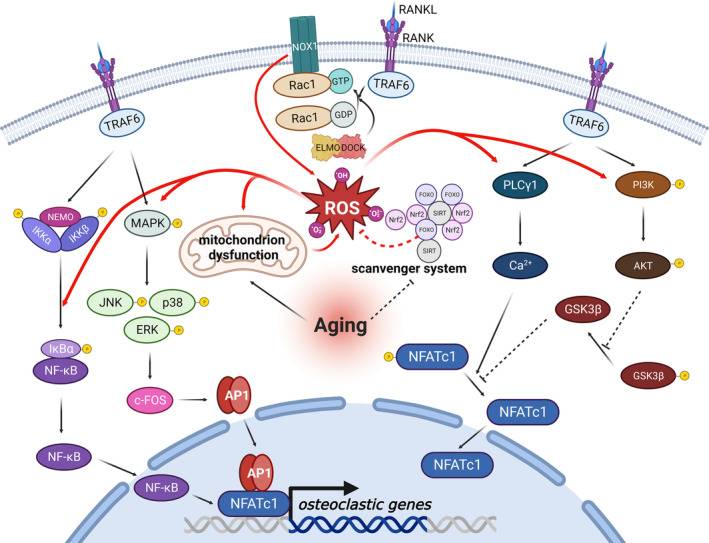 RANKL
RANK
NOX1
Rac1
GTP
TRAF6
Rac1
GDP
ELMO DOCK
TRAF6
TRAF6
·OH
ROS
FOXO
FOXO
Nrf2
Nrf2
SIRT
Nrf2
FOXO
Nrf2
SIRT
scanvenger system
PLCγ1
PI3K
P
NEMO
P
P
IKKα
IKKβ
MAPK
P
mitochondrion
dysfunction
Ca²⁺
AKT
P
JNK
P
p38
P
ERK
P
Aging
GSK3β
GSK3β
P
IκBα
P
NF-κB
P
NFATc1
c-FOS
AP1
NFATc1
NF-κB
NFATc1
NF-κB
AP1
NFATc1
osteoclastic genes